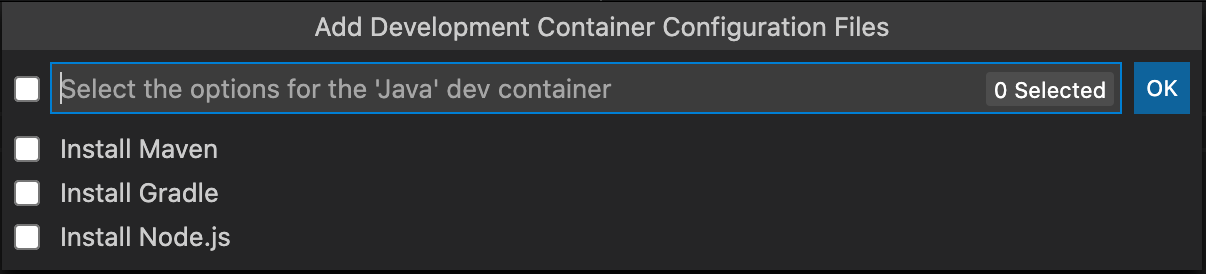 Add Development Container Configuration Files
Select the options for the 'Java' dev container 0 Selected OK
Install Maven
Install Gradle
Install Node.js